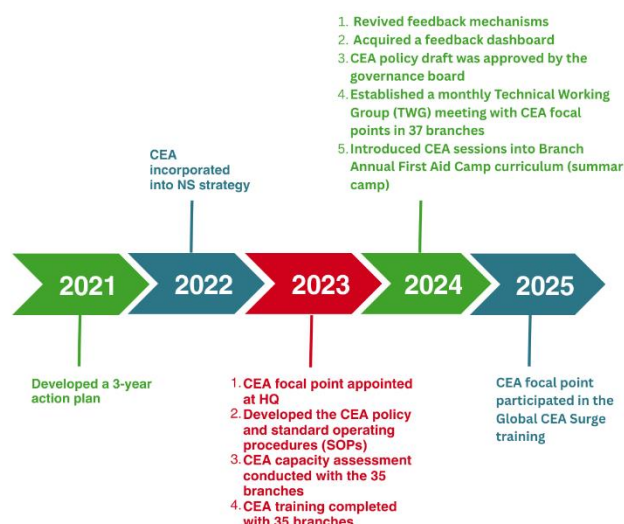 1. Revived feedback mechanisms
2. Acquired a feedback dashboard
3. CEA policy draft was approved by the
governance board
4. Established a monthly Technical Working
Group (TWG) meeting with CEA focal
points in 37 branches
5. Introduced CEA sessions into Branch
Annual First Aid Camp curriculum (summar
camp)
CEA
incorporated
into NS strategy
2021
2022
2023
2024
2025
Developed a 3-year
action plan
1. CEA focal point appointed
at HQ
2. Developed the CEA policy
and standard operating
procedures (SOPs)
3. CEA capacity assessment
conducted with the 35
branches
4. CEA training completed
with 35 branches
CEA focal point
participated in the
Global CEA Surge
training